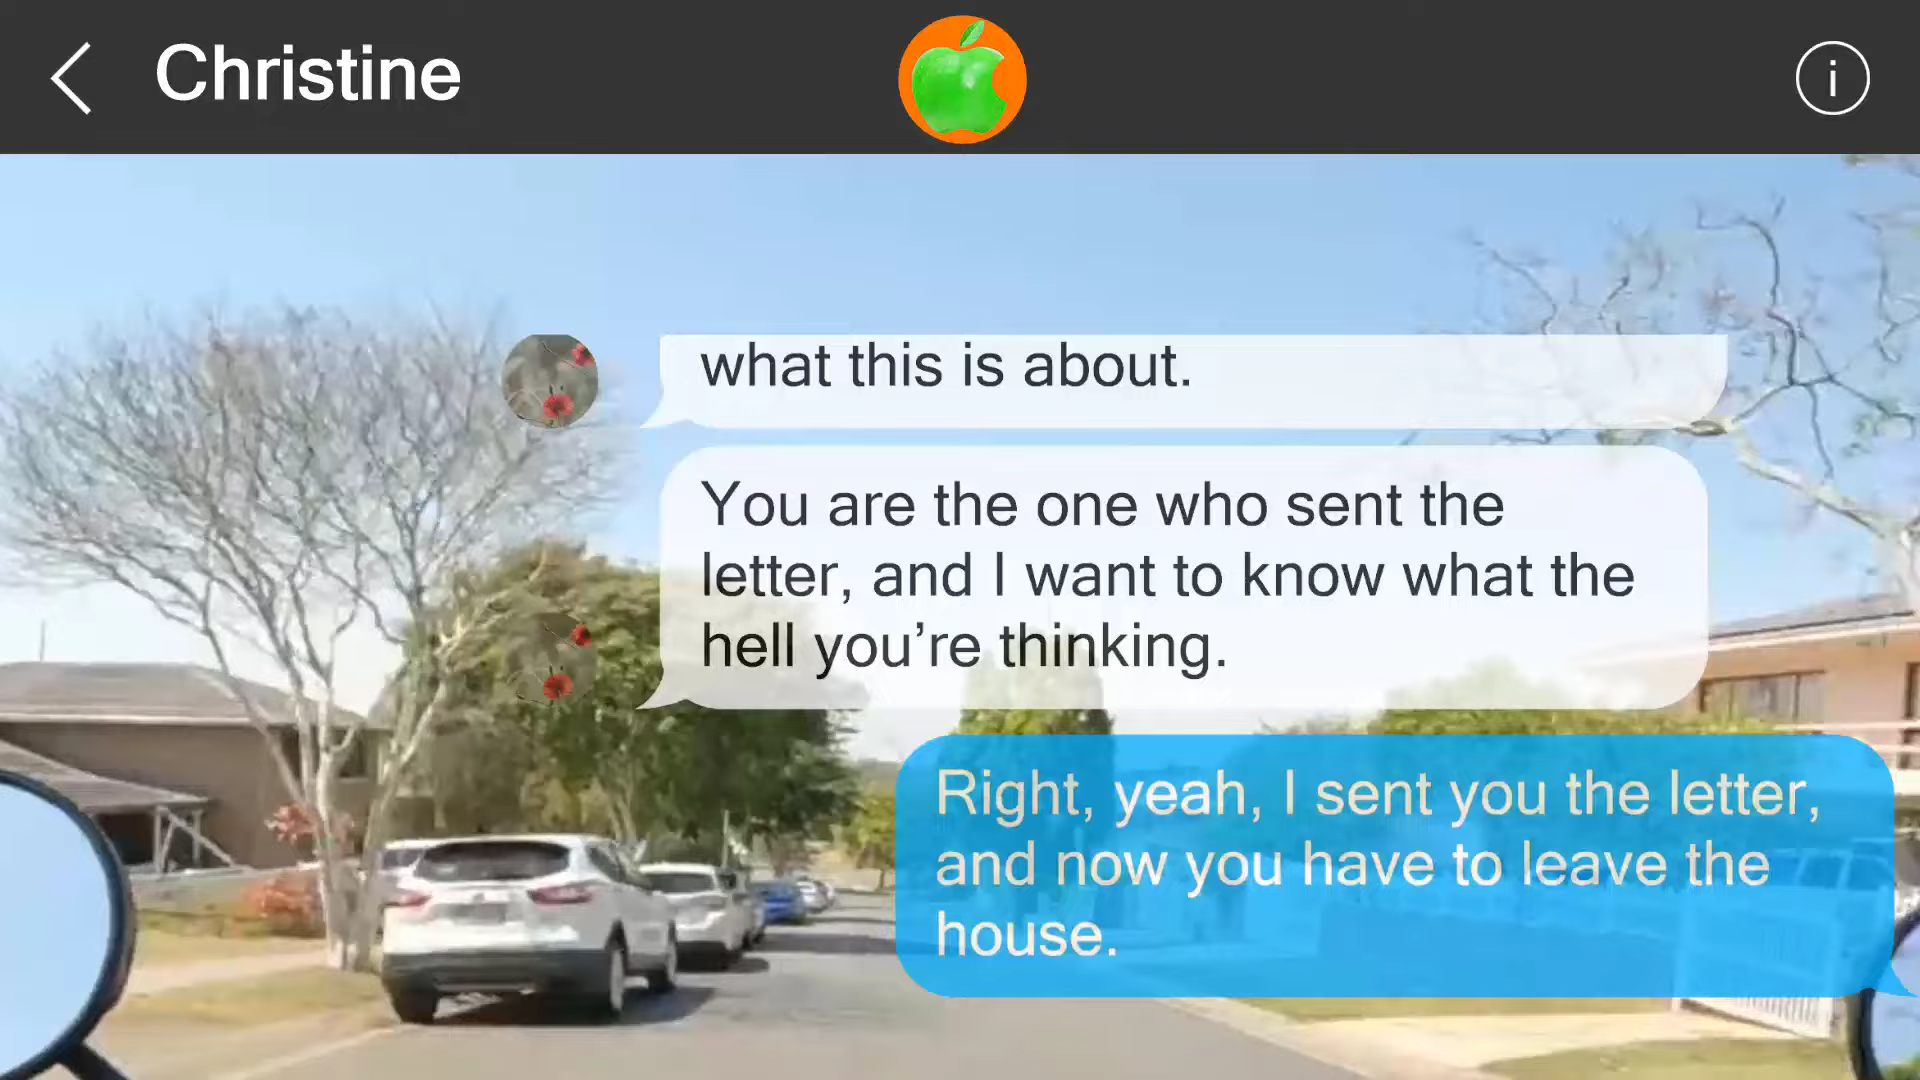 Christine
what this is about.
You are the one who sent the
letter, and I want to know what the
hell you’re thinking.
Right, yeah, I sent you the letter,
and now you have to leave the
house.